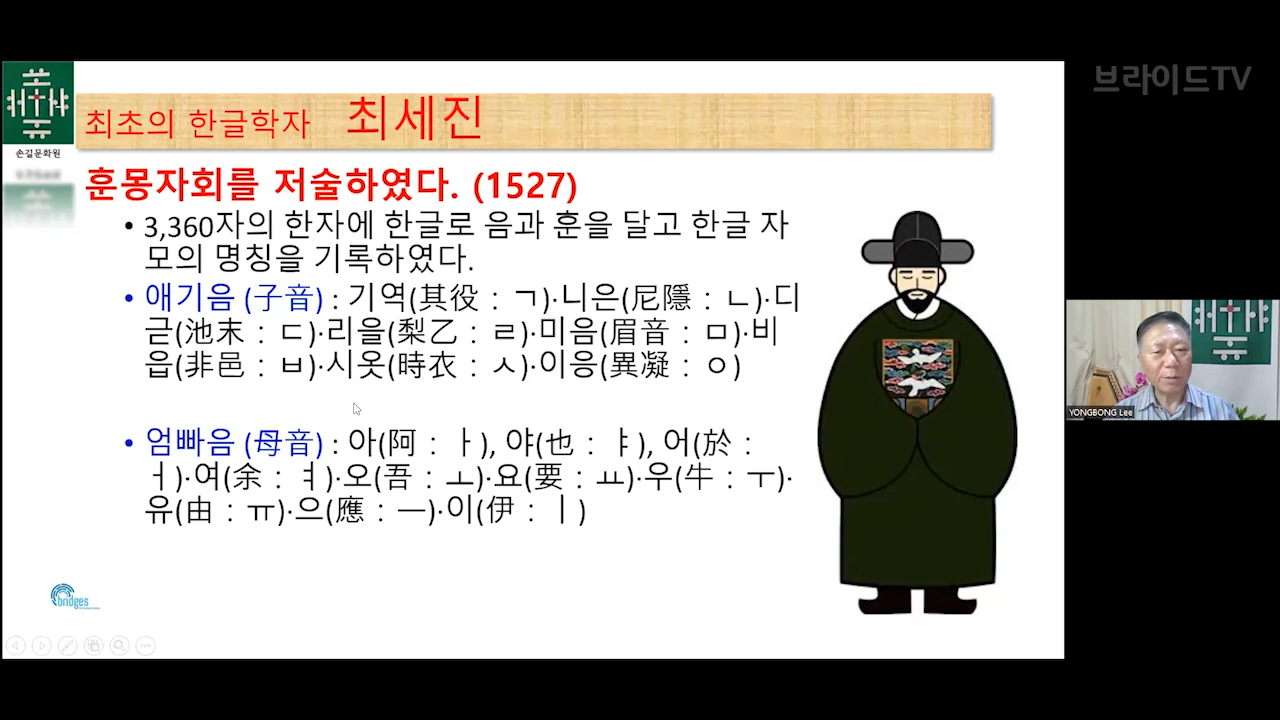 브라이드TV
최초의 한글학자 최세진
손길문화원
훈몽자회를 저술하였다. (1527)
• 3,360자의 한자에 한글로 음과 훈을 달고 한글 자
모의 명칭을 기록하였다.
• 애기음 (子音) : 기역(其役 : ㄱ)·니은(尼隱 : ㄴ)·디
귿(池末 : ㄷ)·리을(梨乙 : ㄹ)·미음(眉音 : ㅁ)·비
읍(非邑 : ㅂ)·시옷(時衣 : ㅅ)·이응(異凝 : ㅇ)
• 엄빠음 (母音) : 아(阿 : ㅏ), 야(也 : ㅑ), 어(於 :
ㅓ)·여(余 : ㅕ)·오(吾 : ㅗ)·요(要 : ㅛ)·우(牛 : ㅜ)·
유(由 : ㅠ)·으(應 : ㅡ)·이(伊 : ㅣ)
YONGBONG Lee
bridges